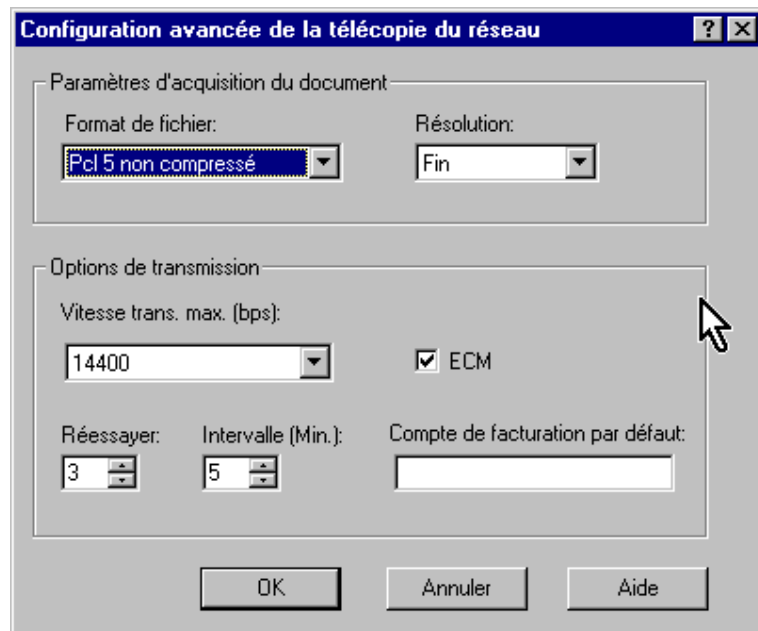 Configuration avancée de la télécopie du réseau
Paramètres d'acquisition du document
Format de fichier: Résolution:
Pcl 5 non compressé Fin
Options de transmission
Vitesse trans. max. (bps):
14400 ECM
Réessayer: Intervalle (Min.): Compte de facturation par défaut:
3 5
OK Annuler Aide